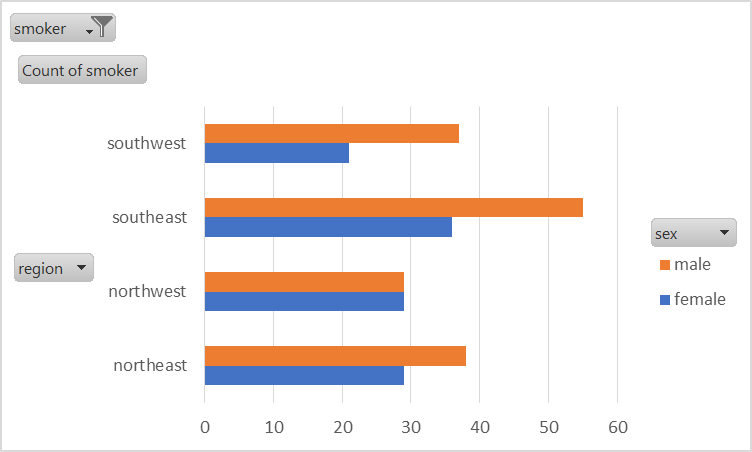 smoker
Count of smoker
southwest
southeast
sex
region
male
northwest
female
northeast
0 10 20 30 40 50 60